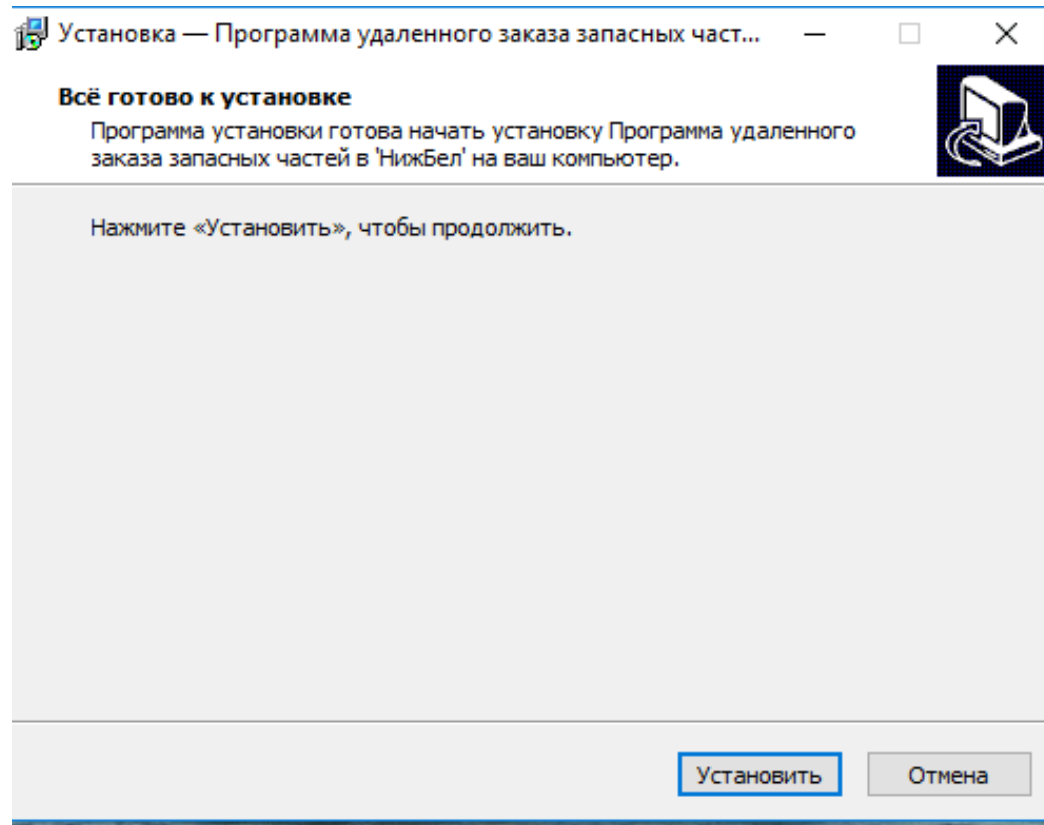 Установка — Программа удаленного заказа запасных част...
Всё готово к установке
Программа установки готова начать установку Программа удаленного
заказа запасных частей в 'НижБел' на ваш компьютер.
Нажмите «Установить», чтобы продолжить.
Установить
Отмена